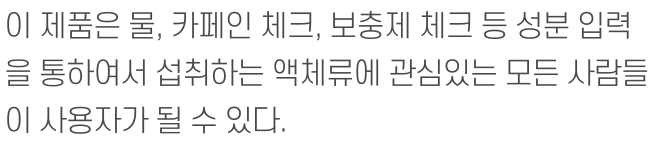 이 제품은 물, 카페인 체크, 보충제 체크 등 성분 입력
을 통하여서 섭취하는 액체류에 관심있는 모든 사람들
이 사용자가 될 수 있다.